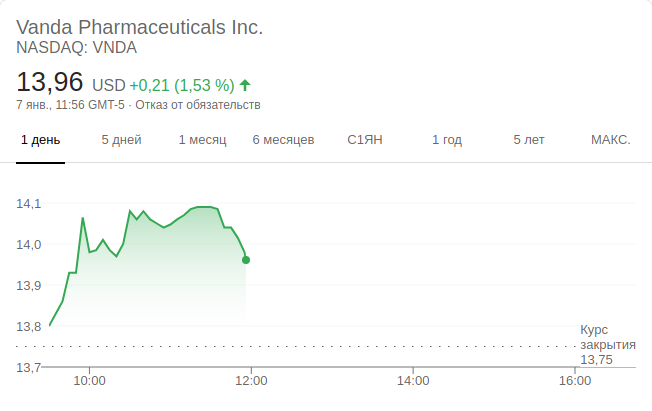 Vanda Pharmaceuticals Inc.
NASDAQ: VNDA
13,96 USD +0,21 (1,53 %)
7 янв., 11:56 GMT-5 · Отказ от обязательств
1 день 5 дней 1 месяц 6 месяцев С1ЯН 1 год 5 лет МАКС.
14,1
14,0
13,9
13,8
Курс
закрытия
13,75
13,7
10:00 12:00 14:00 16:00